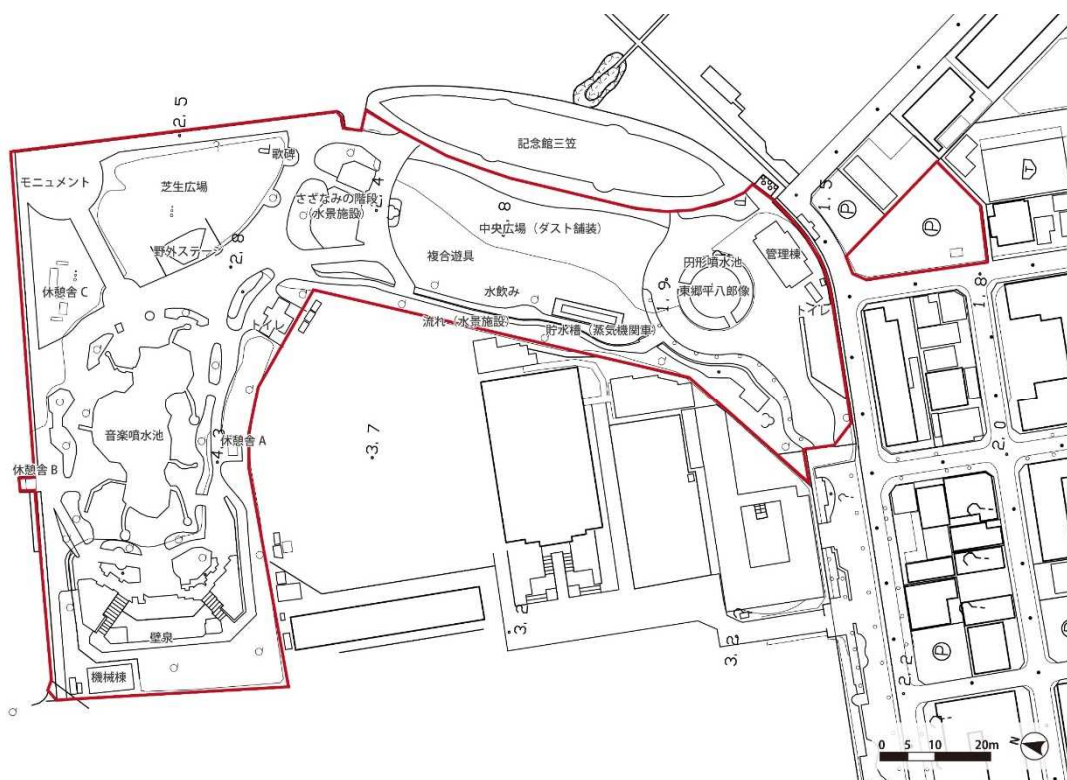 2.5
記念館三笠
歌碑
モニュメント
芝生広場
さざなみの階段
(水景施設)
2.4
1.5
P
P
8
中央広場(ダスト舗装)
野外ステージ
2.8
複合遊具
円形噴水池
管理棟
休憩舎 C
水飲み
東郷平八郎像
1.9
トイレ
1.8
トイレ
流れ(水景施設)
貯水槽(蒸気機関車)
音楽噴水池
4.3
休憩舎 A
3.7
2.0
休憩舎 B
壁泉
機械棟
3.2
2.2
P
0 5 10 20m
N